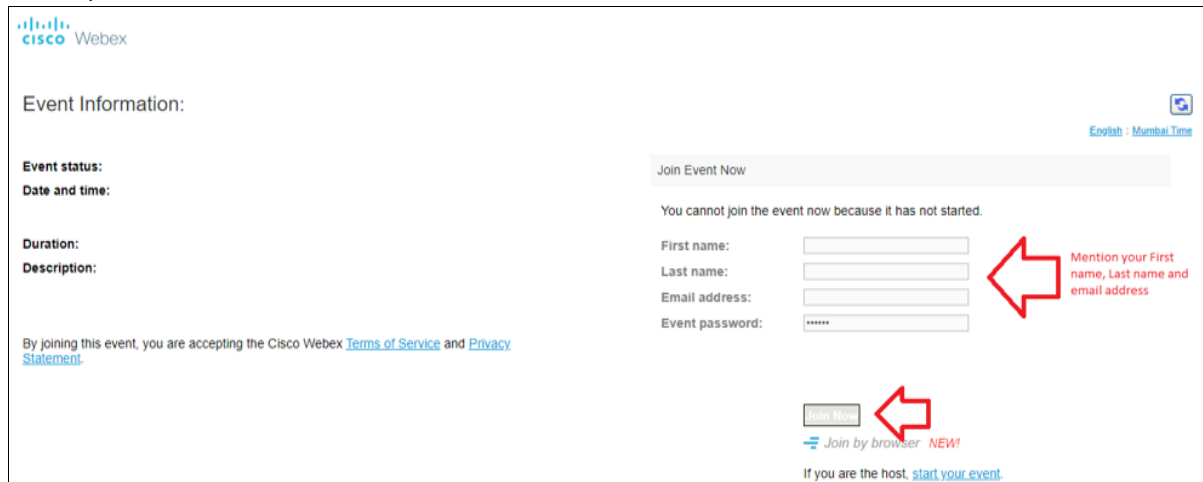 cisco Webex
Event Information:
English : Mumbai Time
Event status:
Date and time:
Duration:
Description:
By joining this event, you are accepting the Cisco Webex Terms of Service and Privacy
Statement.
Join Event Now
You cannot join the event now because it has not started.
First name:
Last name:
Email address:
Event password: ••••••
Mention your First
name, Last name and
email address
Join Now
Join by browser NEW!
If you are the host, start your event.